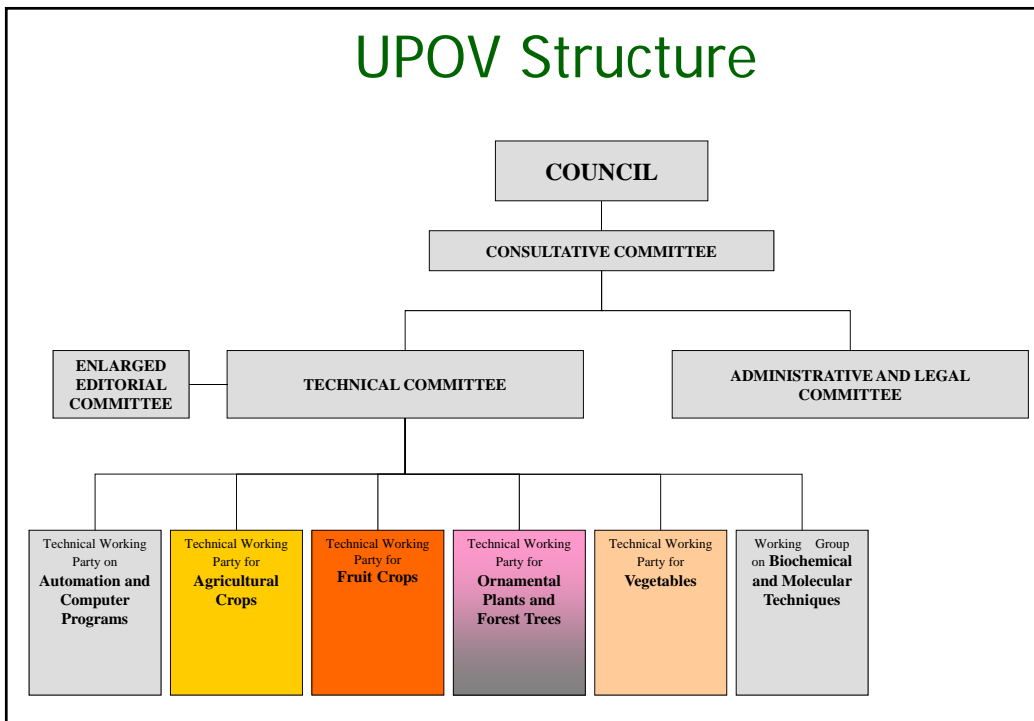 UPOV Structure
COUNCIL
CONSULTATIVE COMMITTEE
ENLARGED
EDITORIAL
COMMITTEE
TECHNICAL COMMITTEE
ADMINISTRATIVE AND LEGAL
COMMITTEE
Technical Working
Party on
Automation and
Computer
Programs
Technical Working
Party for
Agricultural
Crops
Technical Working
Party for
Fruit Crops
Technical Working
Party for
Ornamental
Plants and
Forest Trees
Technical Working
Party for
Vegetables
Working Group
on Biochemical
and Molecular
Techniques